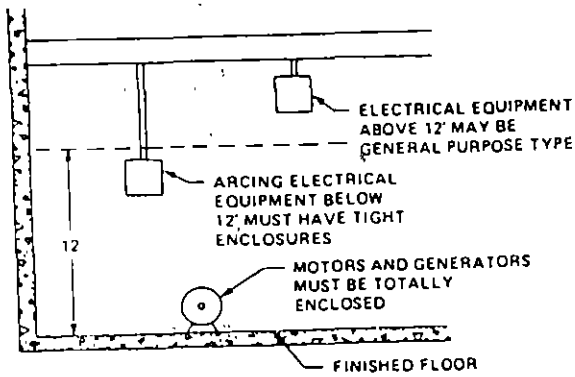 ELECTRICAL EQUIPMENT
ABOVE 12' MAY BE
GENERAL PURPOSE TYPE
ARCING ELECTRICAL
EQUIPMENT BELOW
12', MUST HAVE TIGHT
ENCLOSURES
12
MOTORS AND GENERATORS
MUST BE TOTALLY
ENCLOSED
FINISHED FLOOR